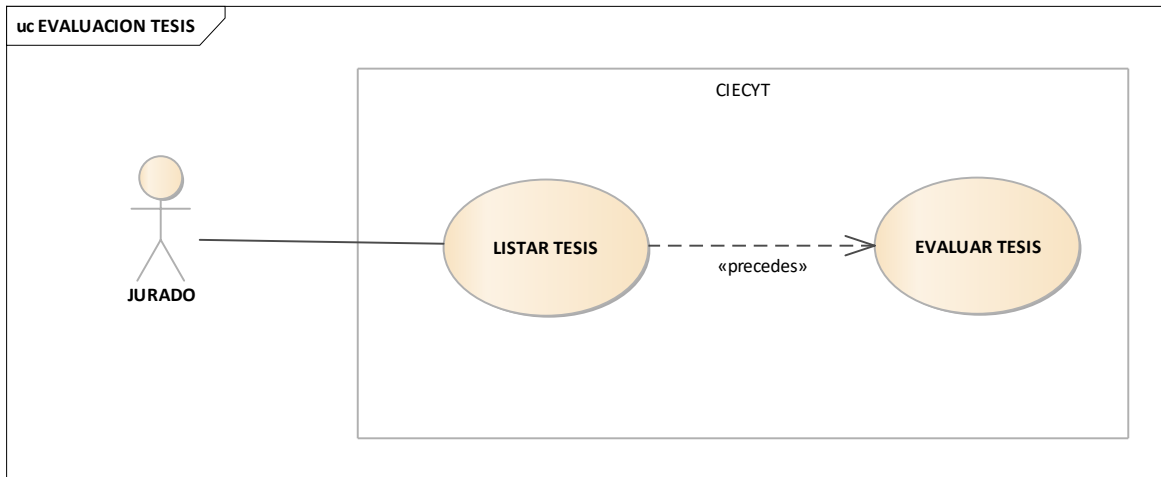 uc EVALUACION TESIS
CIECYT
JURADO
LISTAR TESIS
«precedes»
EVALUAR TESIS